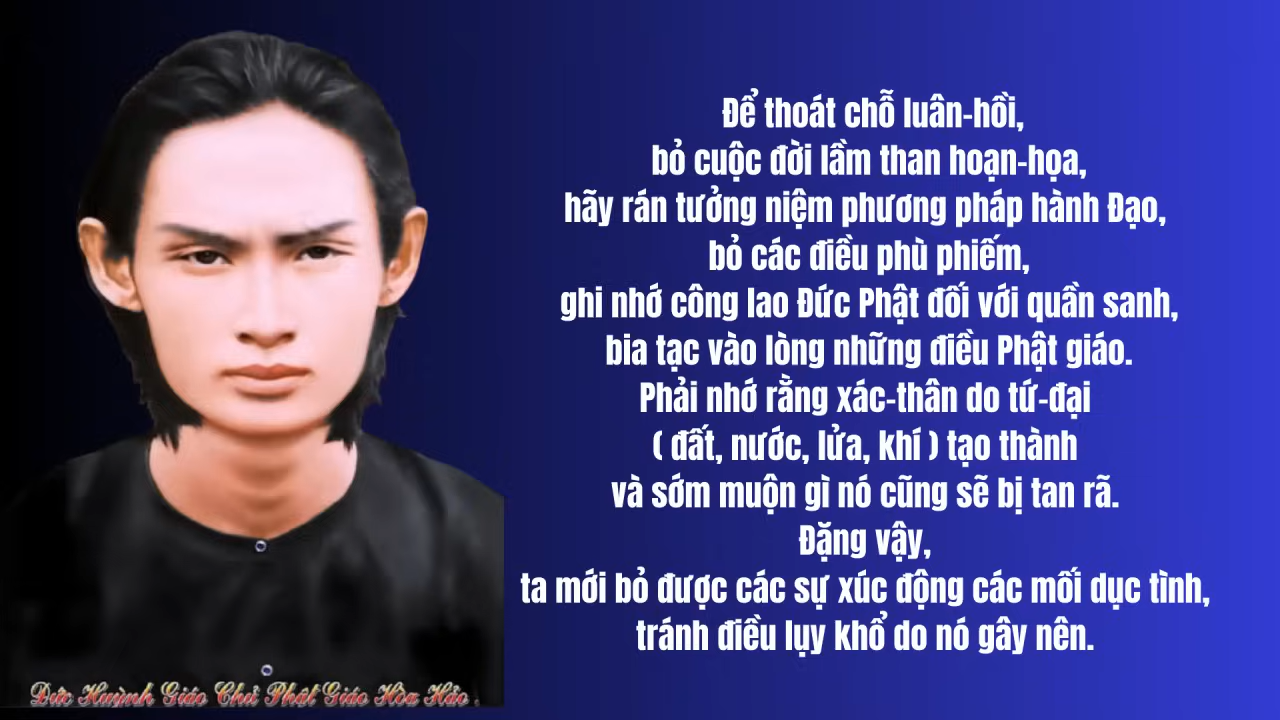 Để thoát chỗ luân-hồi,
bỏ cuộc đời lầm than hoạn-họa,
hãy rán tưởng niệm phương pháp hành Đạo,
bỏ các điều phù phiếm,
ghi nhớ công lao Đức Phật đối với quần sanh,
bia tạc vào lòng những điều Phật giáo.
Phải nhớ rằng xác-thân do tứ-đại
( đất, nước, lửa, khí ) tạo thành
và sớm muộn gì nó cũng sẽ bị tan rã.
Đặng vậy,
ta mới bỏ được các sự xúc động các mối dục tình,
tránh điều lụy khổ do nó gây nên.
Đức Huỳnh Giáo Chủ Phật Giáo Hòa Hảo .